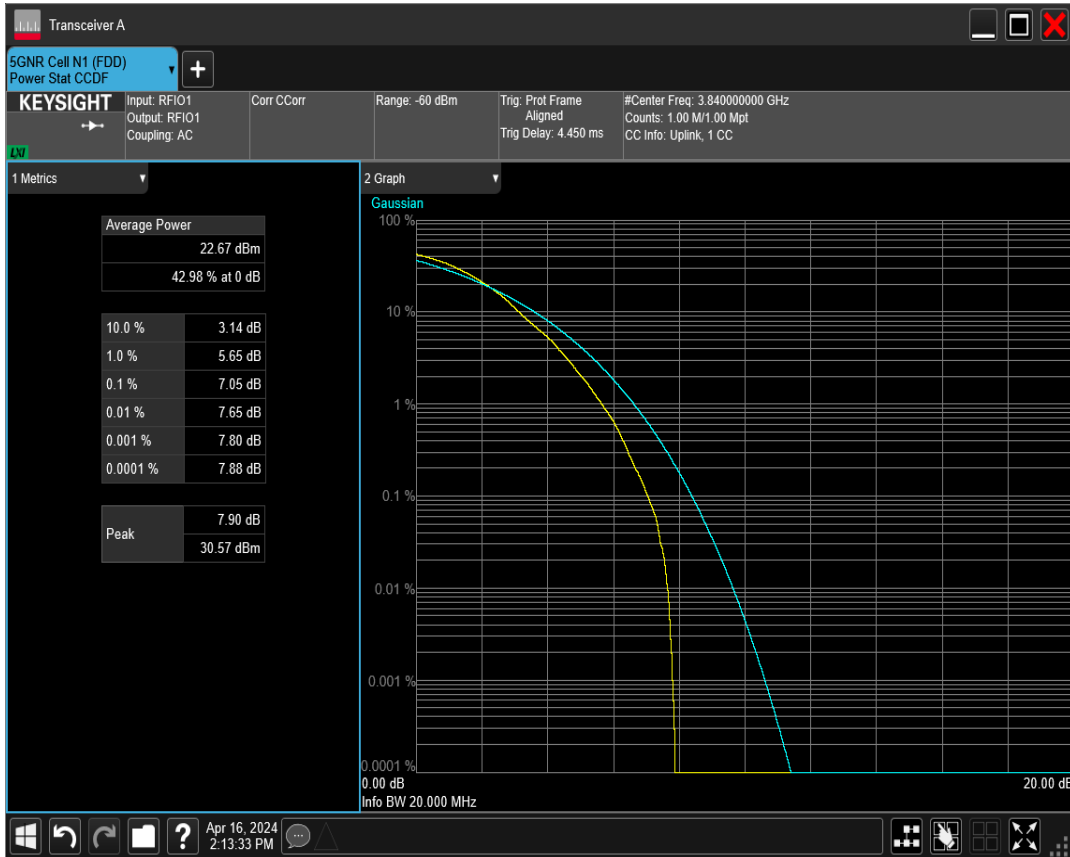 Transceiver A
5GNR Cell N1 (FDD)
Power Stat CCDF
KEYSIGHT
LXI
Input: RFIO1
Output: RFIO1
Coupling: AC
Corr CCorr
Range: -60 dBm
Trig: Prot Frame
Aligned
Trig Delay: 4.450 ms
#Center Freq: 3.840000000 GHz
Counts: 1.00 M/1.00 Mpt
CC Info: Uplink, 1 CC
1 Metrics
Average Power
22.67 dBm
42.98 % at 0 dB
10.0 % 3.14 dB
1.0 % 5.65 dB
0.1 % 7.05 dB
0.01 % 7.65 dB
0.001 % 7.80 dB
0.0001 % 7.88 dB
Peak 7.90 dB
30.57 dBm
2 Graph
Gaussian
100 %
10 %
1 %
0.1 %
0.01 %
0.001 %
0.0001 %
0.00 dB 20.00 dB
Info BW 20.000 MHz
Apr 16, 2024
2:13:33 PM